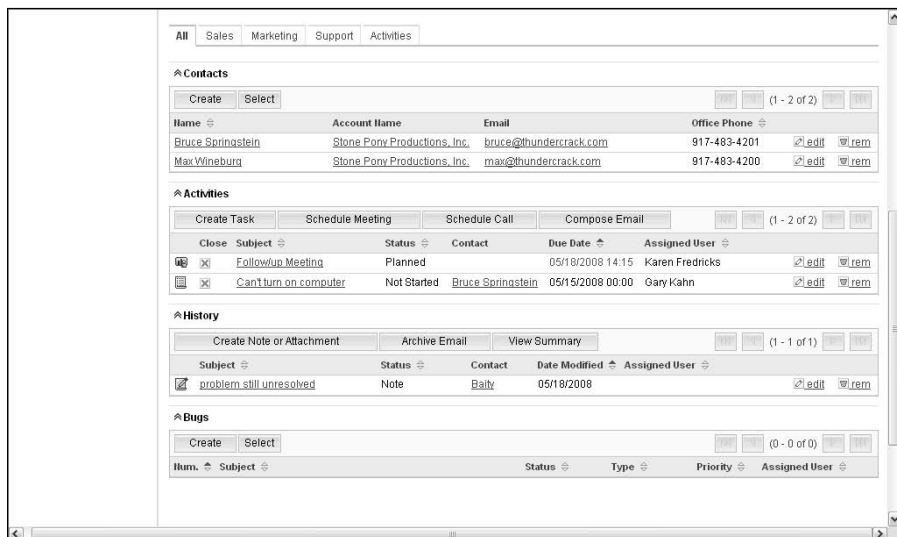 All Sales Marketing Support Activities
Contacts
Create Select (1 - 2 of 2)
Name Account Name Email Office Phone
Bruce Springstein Stone Pony Productions, Inc. bruce@thundercrack.com 917-483-4201 edit rem
Max Wineburg Stone Pony Productions, Inc. max@thundercrack.com 917-483-4200 edit rem
Activities
Create Task Schedule Meeting Schedule Call Compose Email (1 - 2 of 2)
Close Subject Status Contact Due Date Assigned User
Follow/up Meeting Planned 05/18/2008 14:15 Karen Fredricks edit rem
Can't turn on computer Not Started Bruce Springstein 05/15/2008 00:00 Gary Kahn edit rem
History
Create Note or Attachment Archive Email View Summary (1 - 1 of 1)
Subject Status Contact Date Modified Assigned User
problem still unresolved Note Baity 05/18/2008 edit rem
Bugs
Create Select (0 - 0 of 0)
Num. Subject Status Type Priority Assigned User